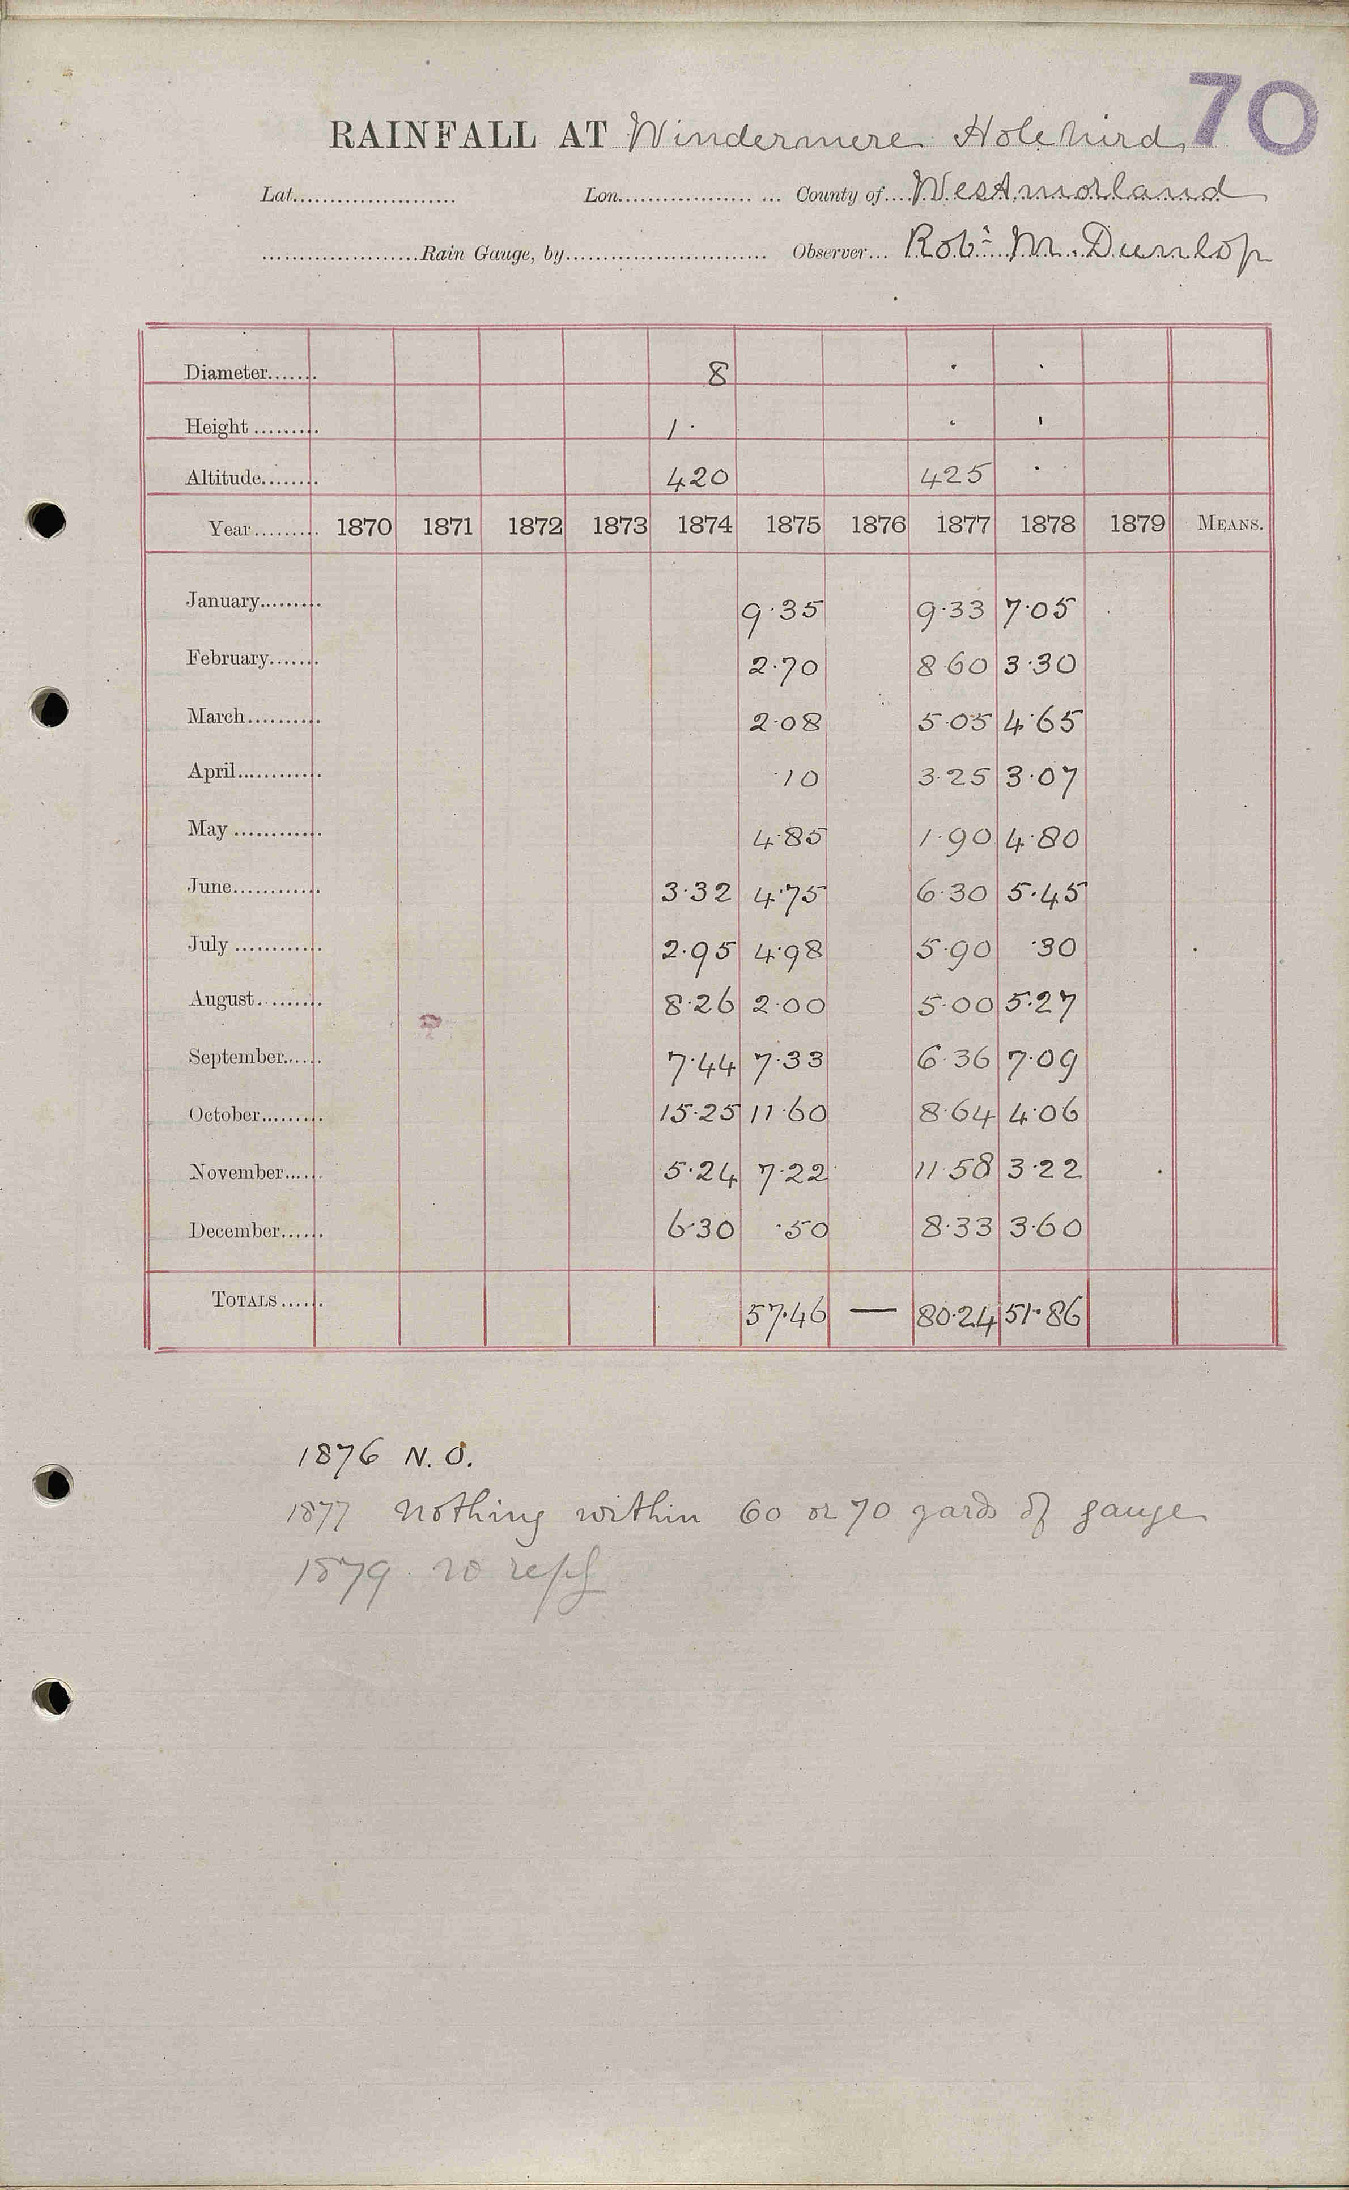 70
RAINFALL AT Windermere Holehird
Lat...................... Lon.................. ... County of.... Westmorland
......................Rain Gauge, by........................... Observer... Robt M. Dunlop
Diameter....... 8 · ·
Height ......... 1 · · '
Altitude........ 420 425 ·
Year......... 1870 1871 1872 1873 1874 1875 1876 1877 1878 1879 MEANS.
January......... 9·35 9·33 7·05
February....... 2·70 8·60 3·30
March.......... 2·08 5·05 4·65
April............ ·10 3·25 3·07
May ............ 4·85 1·90 4·80
June............ 3·32 4·75 6·30 5·45
July ............ 2·95 4·98 5·90 ·30
August......... 8·26 2·00 5·00 5·27
September...... 7·44 7·33 6·36 7·09
October......... 15·25 11·60 8·64 4·06
November...... 5·24 7·22 11·58 3·22
December...... 6·30 ·50 8·33 3·60
TOTALS...... 57·46 — 80·24 51·86
1876 N. O.
1877 nothing within 60 or 70 yards of gauge
1879 no reply